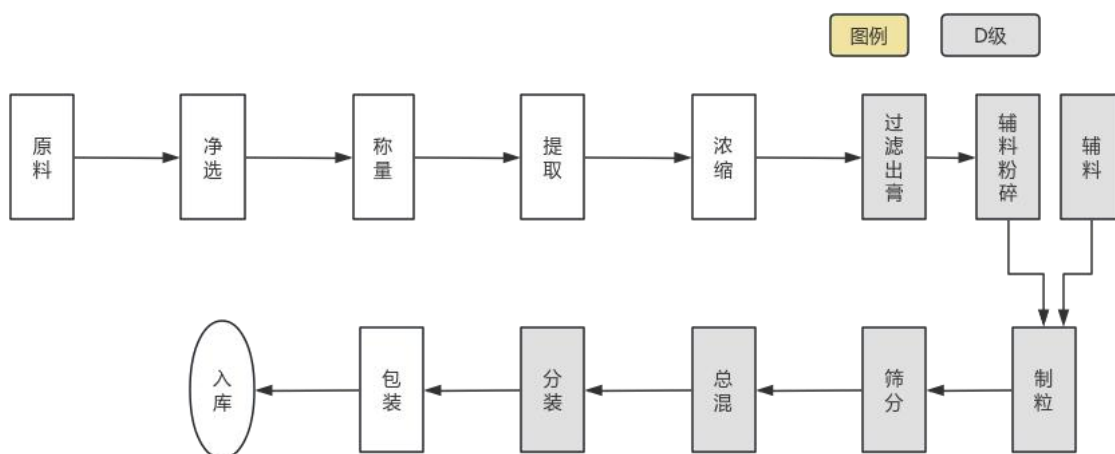 图例
D级
原料
净选
称量
提取
浓缩
过滤出膏
辅料粉碎
辅料
入库
包装
分装
总混
筛分
制粒